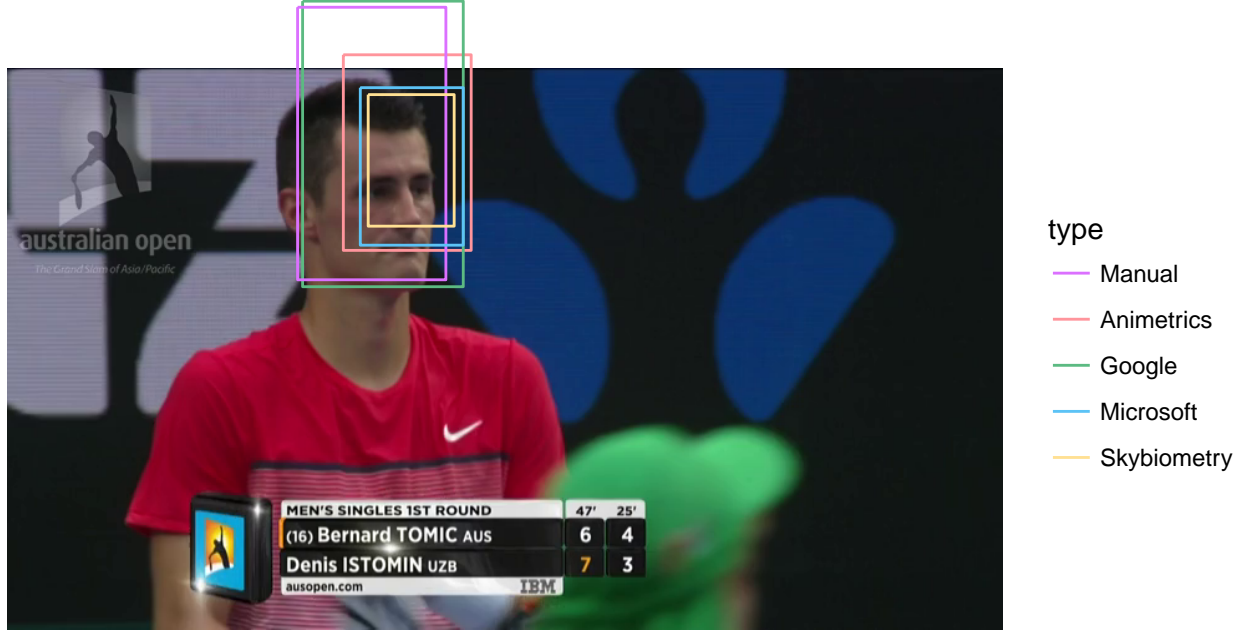 australian open
The Grand Slam of Asia/Pacific
MEN'S SINGLES 1ST ROUND 47' 25'
(16) Bernard TOMIC AUS 6 4
Denis ISTOMIN UZB 7 3
ausopen.com IBM
type
Manual
Animetrics
Google
Microsoft
Skybiometry